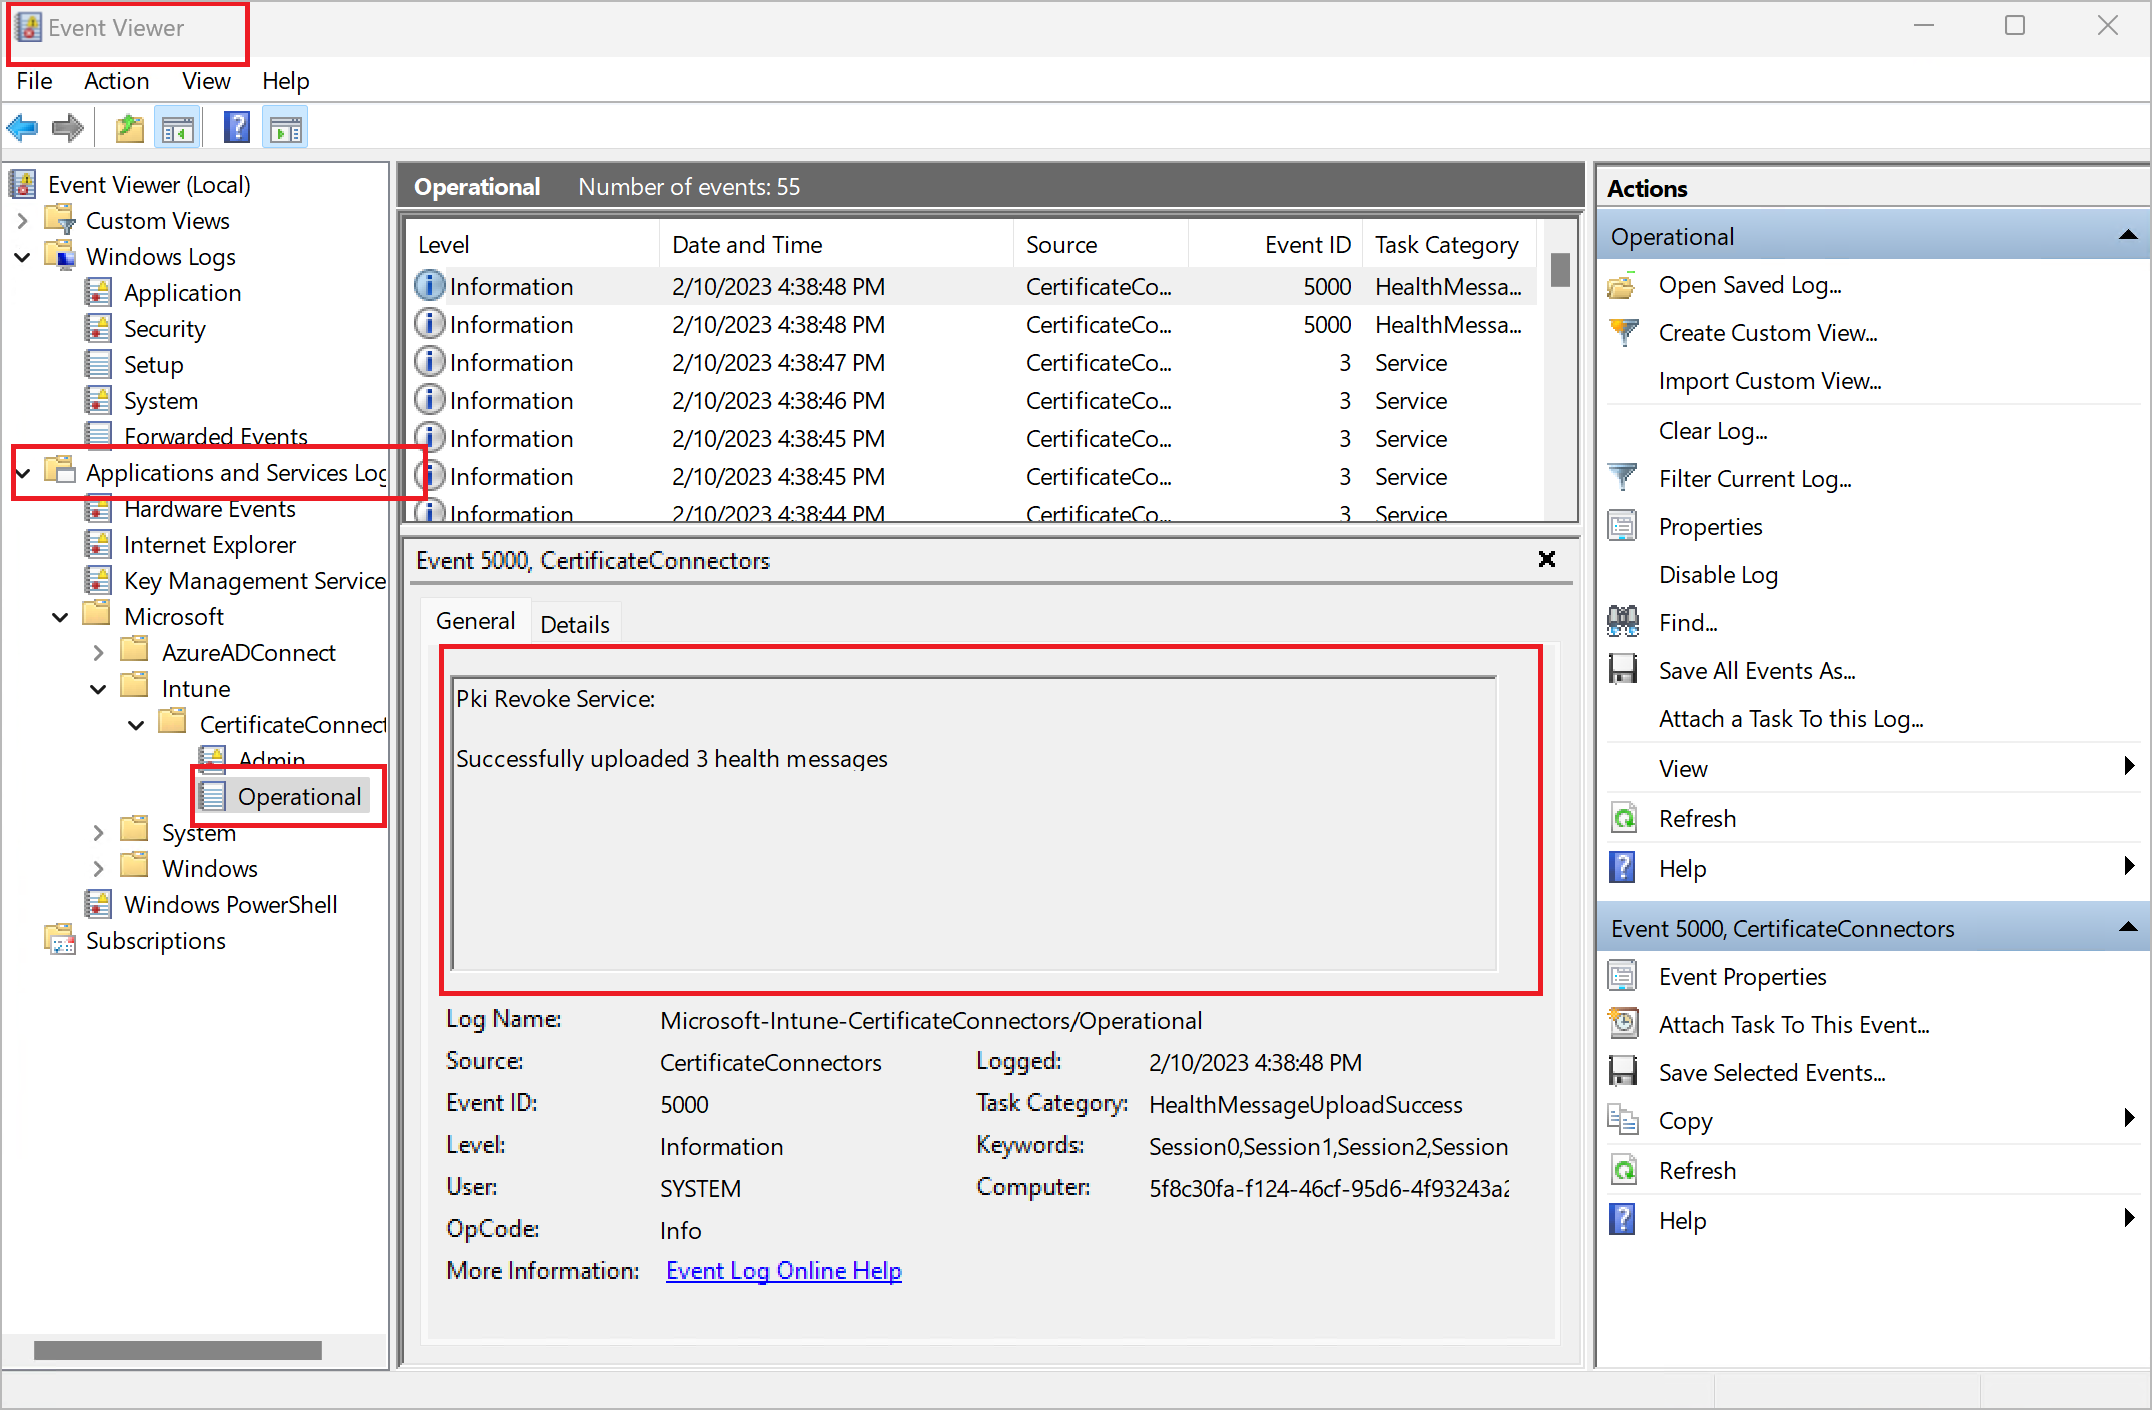 Event Viewer
File Action View Help
Event Viewer (Local)
Custom Views
Windows Logs
Application
Security
Setup
System
Forwarded Events
Applications and Services Log
Hardware Events
Internet Explorer
Key Management Service
Microsoft
AzureADConnect
Intune
CertificateConnect
Admin
Operational
System
Windows
Windows PowerShell
Subscriptions
Operational Number of events: 55
Level Date and Time Source Event ID Task Category
Information 2/10/2023 4:38:48 PM CertificateCo... 5000 HealthMessa...
Information 2/10/2023 4:38:48 PM CertificateCo... 5000 HealthMessa...
Information 2/10/2023 4:38:47 PM CertificateCo... 3 Service
Information 2/10/2023 4:38:46 PM CertificateCo... 3 Service
Information 2/10/2023 4:38:45 PM CertificateCo... 3 Service
Information 2/10/2023 4:38:45 PM CertificateCo... 3 Service
Information 2/10/2023 4:38:44 PM CertificateCo... 3 Service
Event 5000, CertificateConnectors
General Details
Pki Revoke Service:
Successfully uploaded 3 health messages
Log Name: Microsoft-Intune-CertificateConnectors/Operational
Source: CertificateConnectors Logged: 2/10/2023 4:38:48 PM
Event ID: 5000 Task Category: HealthMessageUploadSuccess
Level: Information Keywords: Session0,Session1,Session2,Session
User: SYSTEM Computer: 5f8c30fa-f124-46cf-95d6-4f93243a2
OpCode: Info
More Information: Event Log Online Help
Actions
Operational
Open Saved Log...
Create Custom View...
Import Custom View...
Clear Log...
Filter Current Log...
Properties
Disable Log
Find...
Save All Events As...
Attach a Task To this Log...
View
Refresh
Help
Event 5000, CertificateConnectors
Event Properties
Attach Task To This Event...
Save Selected Events...
Copy
Refresh
Help